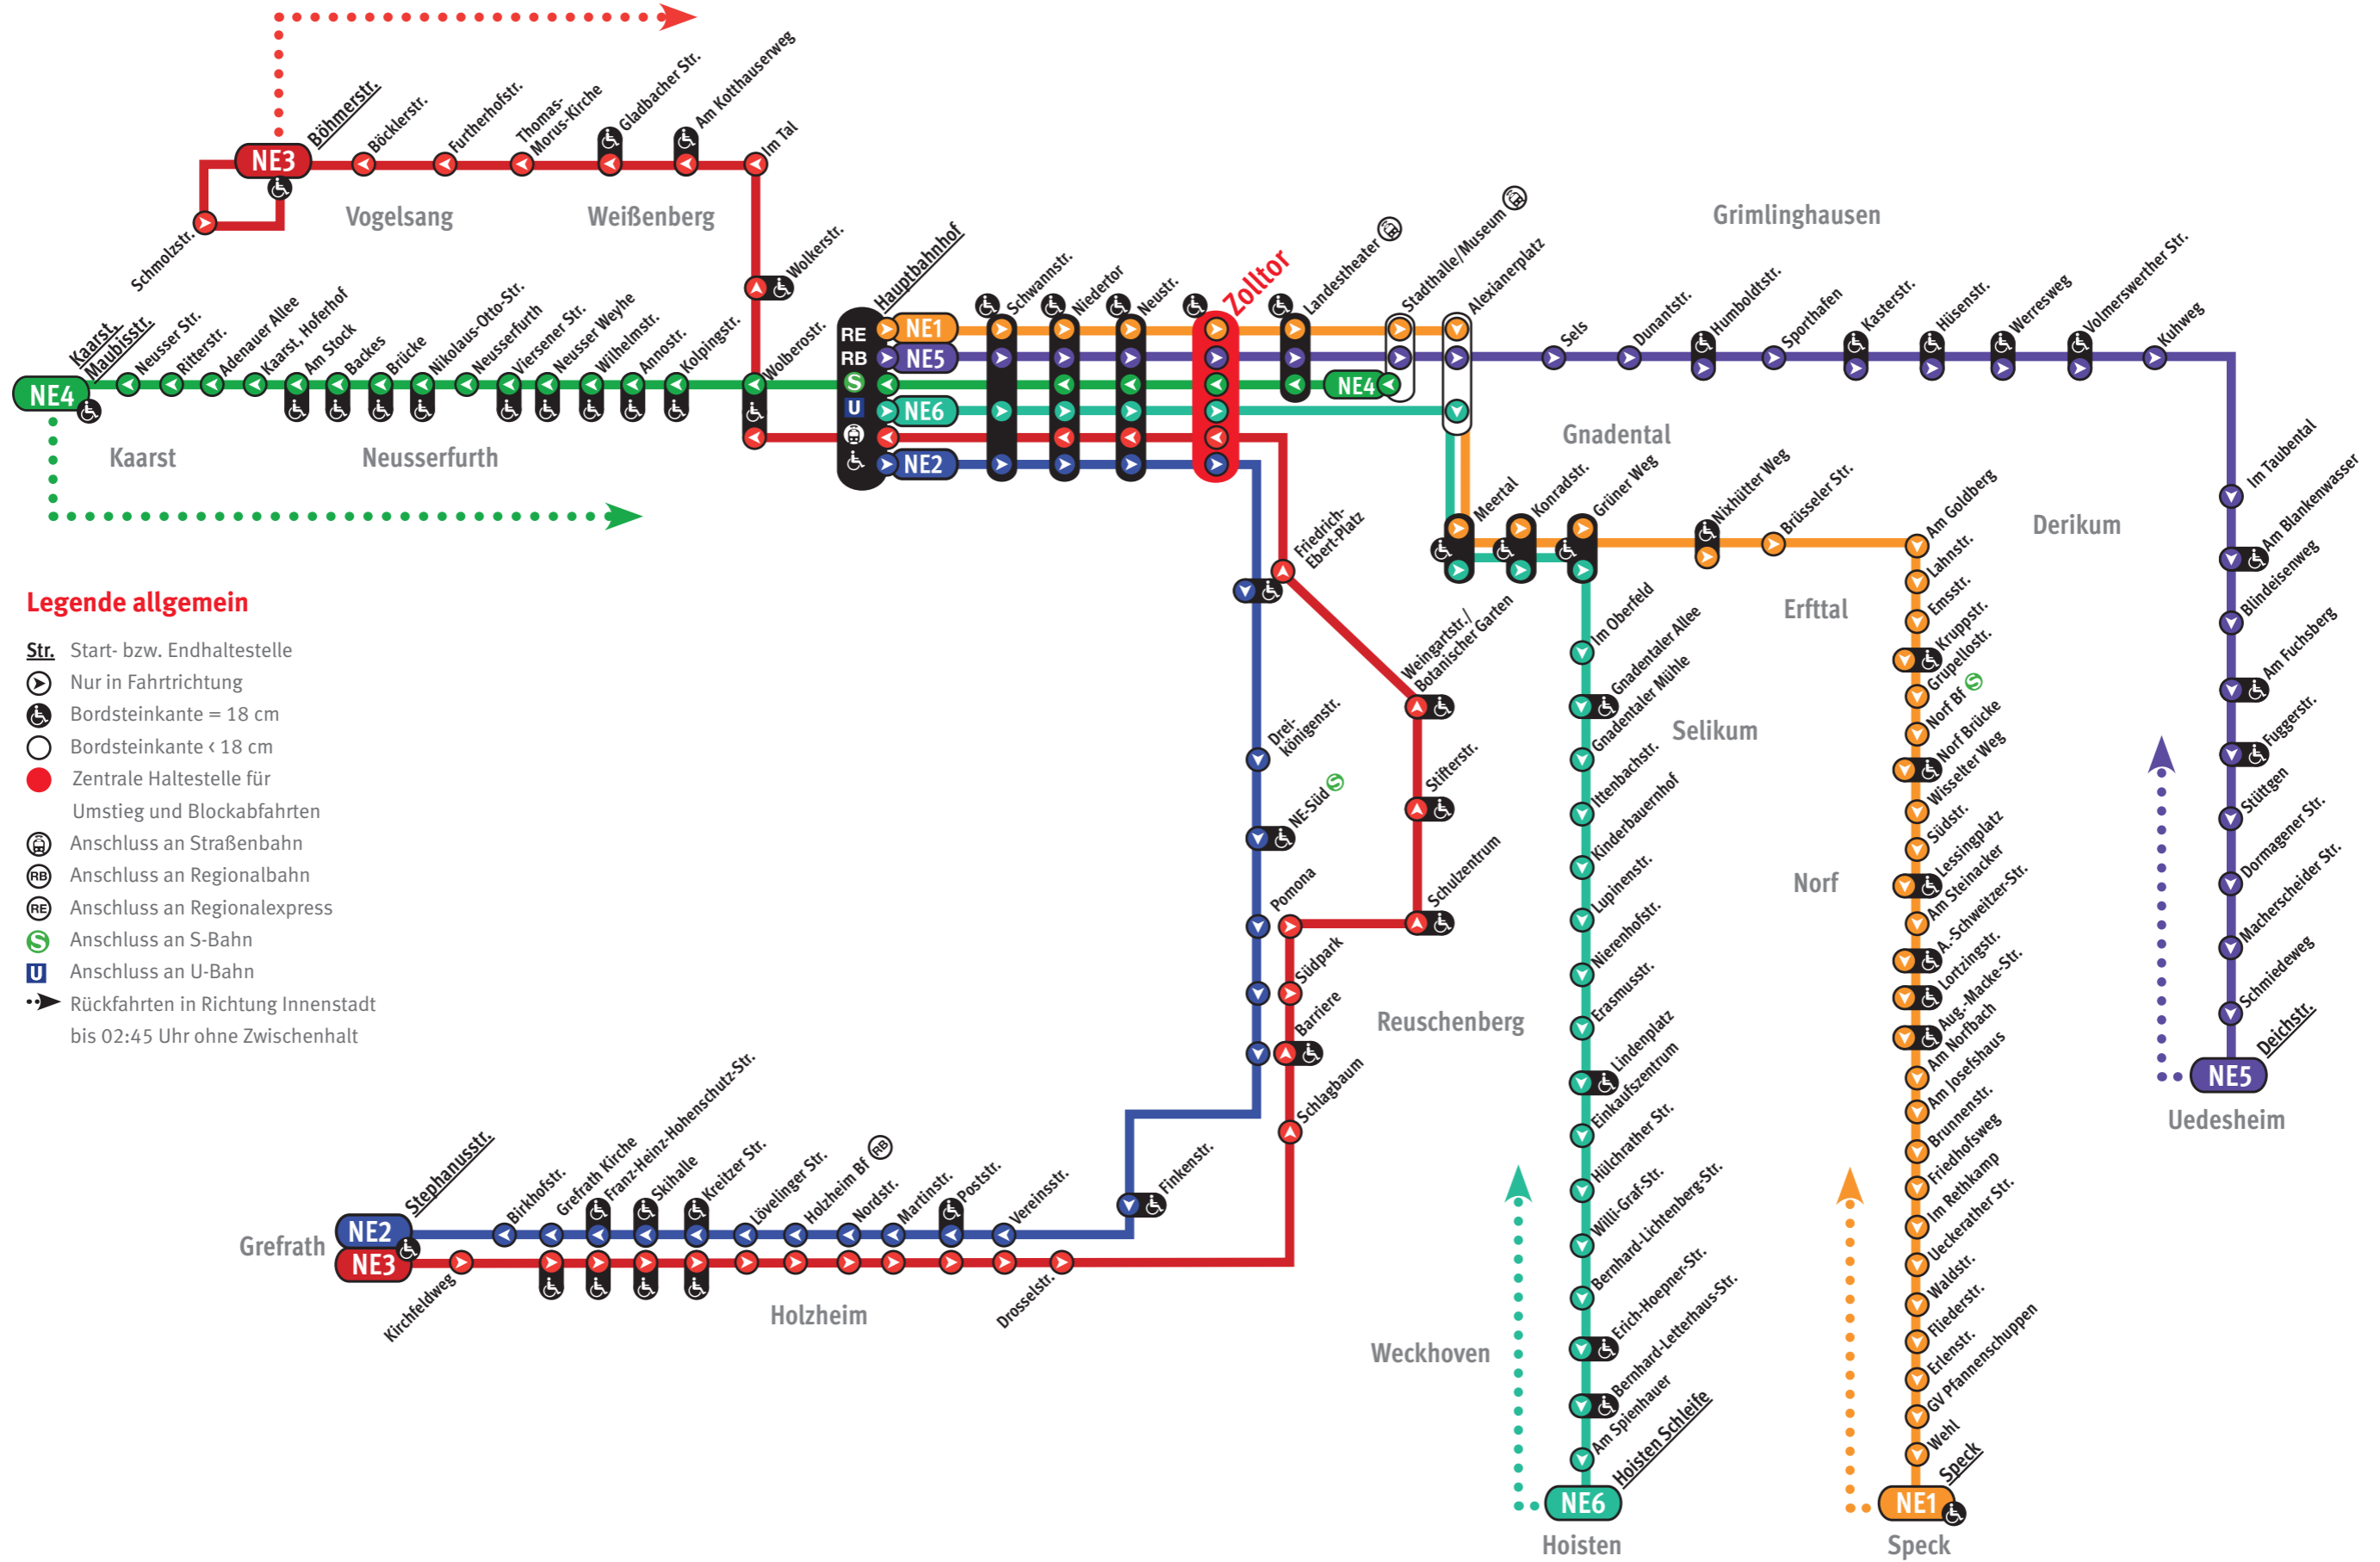 Böhmerstr.
NE3
Böcklerstr.
Furtherhofstr.
Thomas-
Morus-Kirche
Gladbacher Str.
Am Kotthauserweg
Im Tal
Schmolzstr.
Vogelsang
Weißenberg
Wolkerstr.
Grimlinghausen
Kaarst,
Maubisstr.
NE4
Neusser Str.
Ritterstr.
Adenauer Allee
Kaarst, Hoferhof
Am Stock
Backes
Brücke
Nikolaus-Otto-Str.
Neusserfurth
Viersener Str.
Neusser Weyhe
Wilhelmstr.
Annostr.
Kolpingstr.
Wolberostr.
Kaarst
Neusserfurth
Hauptbahnhof
RE
RB
S
U
NE1
NE5
NE6
NE2
Schwannstr.
Niedertor
Neustr.
Zolltor
Landestheater
NE4
Stadthalle/Museum
Alexianerplatz
Sels
Dunantstr.
Humboldtstr.
Sporthafen
Kasterstr.
Hüsenstr.
Werresweg
Volmerswerther Str.
Kuhweg
Gnadental
Meertal
Konradstr.
Grüner Weg
Nixhütter Weg
Brüsseler Str.
Am Goldberg
Lahnstr.
Emsstr.
Kruppstr.
Grupellostr.
Norf Bf S
Norf Brücke
Wisselter Weg
Südstr.
Lessingplatz
Am Steinacker
A.-Schweitzer-Str.
Lortzingstr.
Aug.-Macke-Str.
Am Norfbach
Am Josefshaus
Brunnenstr.
Friedhofsweg
Im Rethkamp
Ueckerather Str.
Waldstr.
Fliederstr.
Erlenstr.
GV Pfannenschuppen
Wehl
Speck
NE1
Speck
Erfttal
Norf
Derikum
Im Taubental
Am Blankenwasser
Blindeisenweg
Am Fuchsberg
Fuggerstr.
Stüttgen
Dormagener Str.
Macherscheider Str.
Schmiedeweg
Deichstr.
NE5
Uedesheim
Im Oberfeld
Gnadentaler Allee
Gnadentaler Mühle
Ittenbachstr.
Kinderbauernhof
Lupinenstr.
Nierenhofstr.
Erasmusstr.
Lindenplatz
Einkaufszentrum
Hülchrather Str.
Willi-Graf-Str.
Bernhard-Lichtenberg-Str.
Erich-Hoepner-Str.
Bernhard-Letterhaus-Str.
Am Spienhauer
Hoisten Schleife
NE6
Hoisten
Selikum
Reuschenberg
Weckhoven
Friedrich-
Ebert-Platz
Weingartstr./
Botanischer Garten
Stifterstr.
Schulzentrum
Drei-
königenstr.
NE-Süd S
Pomona
Südpark
Barriere
Schlagbaum
Finkenstr.
Stephanusstr.
NE2
NE3
Grefrath
Birkhofstr.
Grefrath Kirche
Franz-Heinz-Hohenschutz-Str.
Skihalle
Kreitzer Str.
Lövelinger Str.
Holzheim Bf RB
Nordstr.
Martinstr.
Poststr.
Vereinsstr.
Kirchfeldweg
Drosselstr.
Holzheim
Legende allgemein
Str. Start- bzw. Endhaltestelle
Nur in Fahrtrichtung
Bordsteinkante = 18 cm
Bordsteinkante < 18 cm
Zentrale Haltestelle für
Umstieg und Blockabfahrten
Anschluss an Straßenbahn
RB Anschluss an Regionalbahn
RE Anschluss an Regionalexpress
S Anschluss an S-Bahn
U Anschluss an U-Bahn
Rückfahrten in Richtung Innenstadt
bis 02:45 Uhr ohne Zwischenhalt